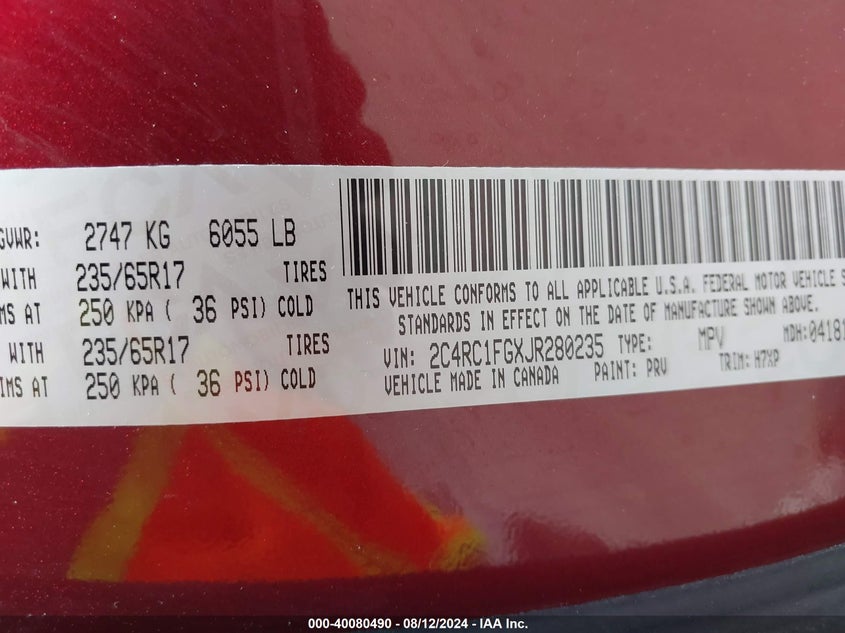 GVWR: 2747 KG 6055 LB
WITH 235/65R17 TIRES
MS AT 250 KPA ( 36 PSI) COLD
WITH 235/65R17 TIRES
IMS AT 250 KPA ( 36 PSI) COLD
THIS VEHICLE CONFORMS TO ALL APPLICABLE U.S.A. FEDERAL MOTOR VEHICLE S
STANDARDS IN EFFECT ON THE DATE OF MANUFACTURE SHOWN ABOVE.
VIN: 2C4RC1FGXJR280235 TYPE: MPV MDH:04181
VEHICLE MADE IN CANADA PAINT: PRV TRIM: H7XP
000-40080490 - 08/12/2024 - IAA Inc.